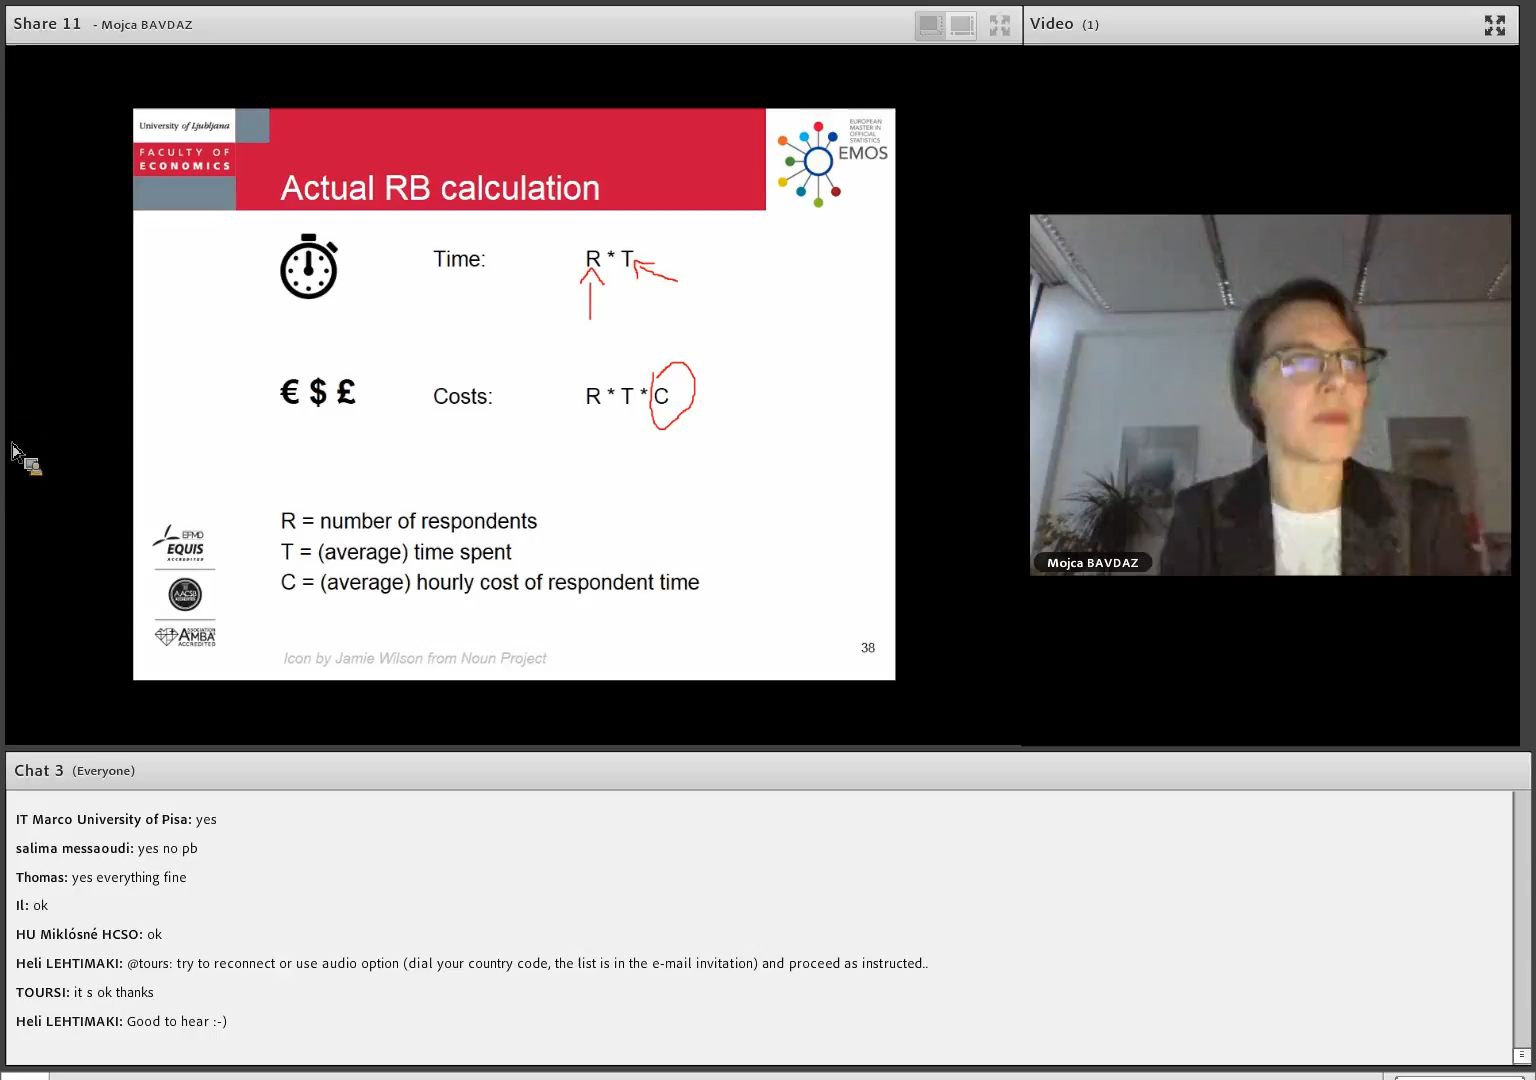 Share 11 - Mojca BAVDAZ
Video (1)
University of Ljubljana
FACULTY OF
ECONOMICS
Actual RB calculation
EUROPEAN
MASTER IN
OFFICIAL
STATISTICS
EMOS
Time: R * T
€ $ £ Costs: R * T * C
R = number of respondents
T = (average) time spent
C = (average) hourly cost of respondent time
EFMD
EQUIS
ACCREDITED
AACSB
ACCREDITED
ASSOCIATION
AMBA
ACCREDITED
Icon by Jamie Wilson from Noun Project
38
Mojca BAVDAZ
Chat 3 (Everyone)
IT Marco University of Pisa: yes
salima messaoudi: yes no pb
Thomas: yes everything fine
Il: ok
HU Miklósné HCSO: ok
Heli LEHTIMAKI: @tours: try to reconnect or use audio option (dial your country code, the list is in the e-mail invitation) and proceed as instructed..
TOURSI: it s ok thanks
Heli LEHTIMAKI: Good to hear :-)